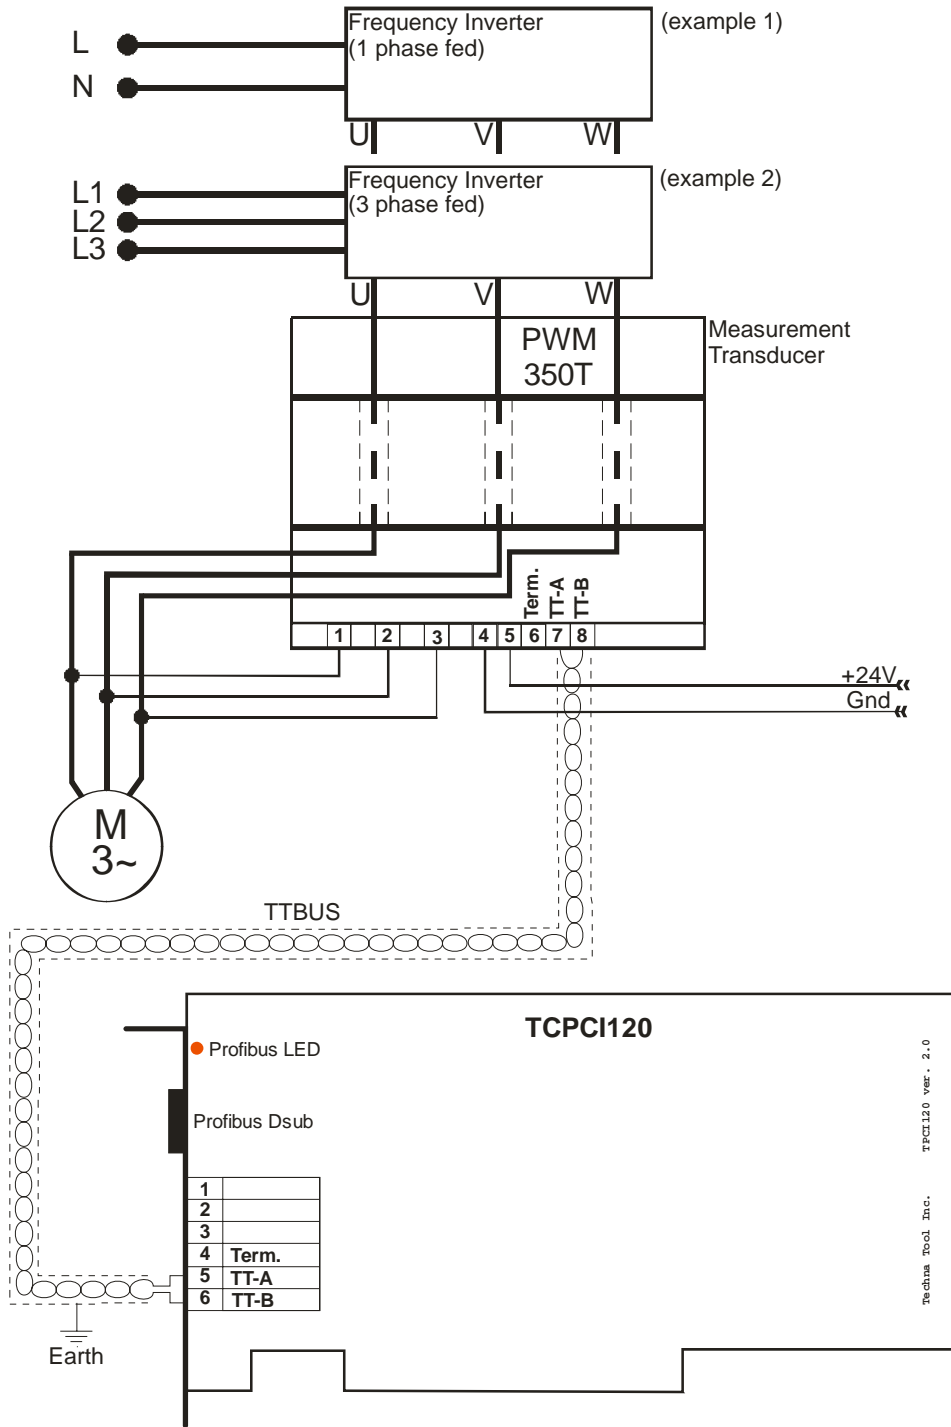 Frequency Inverter (example 1)
L (1 phase fed)
N
U V W
Frequency Inverter (example 2)
L1 (3 phase fed)
L2
L3
U V W
PWM Measurement
350T Transducer
Term. TT-A TT-B
1 2 3 4 5 6 7 8
+24V
Gnd
M
3~
TTBUS
TCPCI120
Profibus LED
Profibus Dsub
1
2
3
4 Term.
5 TT-A
6 TT-B
Earth
Techna Tool Inc. TPCI120 ver. 2.0